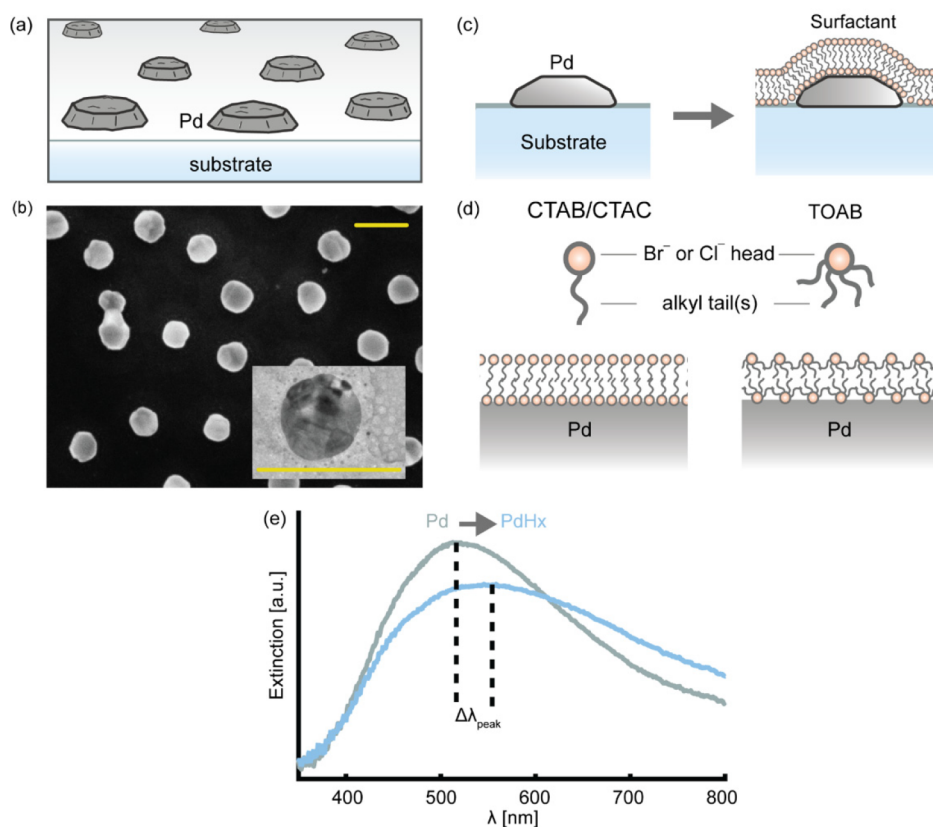 (a)
Pd
substrate
(b)
(c)
Pd
Surfactant
Substrate
(d)
CTAB/CTAC
TOAB
Br⁻ or Cl⁻ head
alkyl tail(s)
Pd
Pd
(e)
Pd
PdHx
Extinction [a.u.]
Δλpeak
400 500 600 700 800
λ [nm]